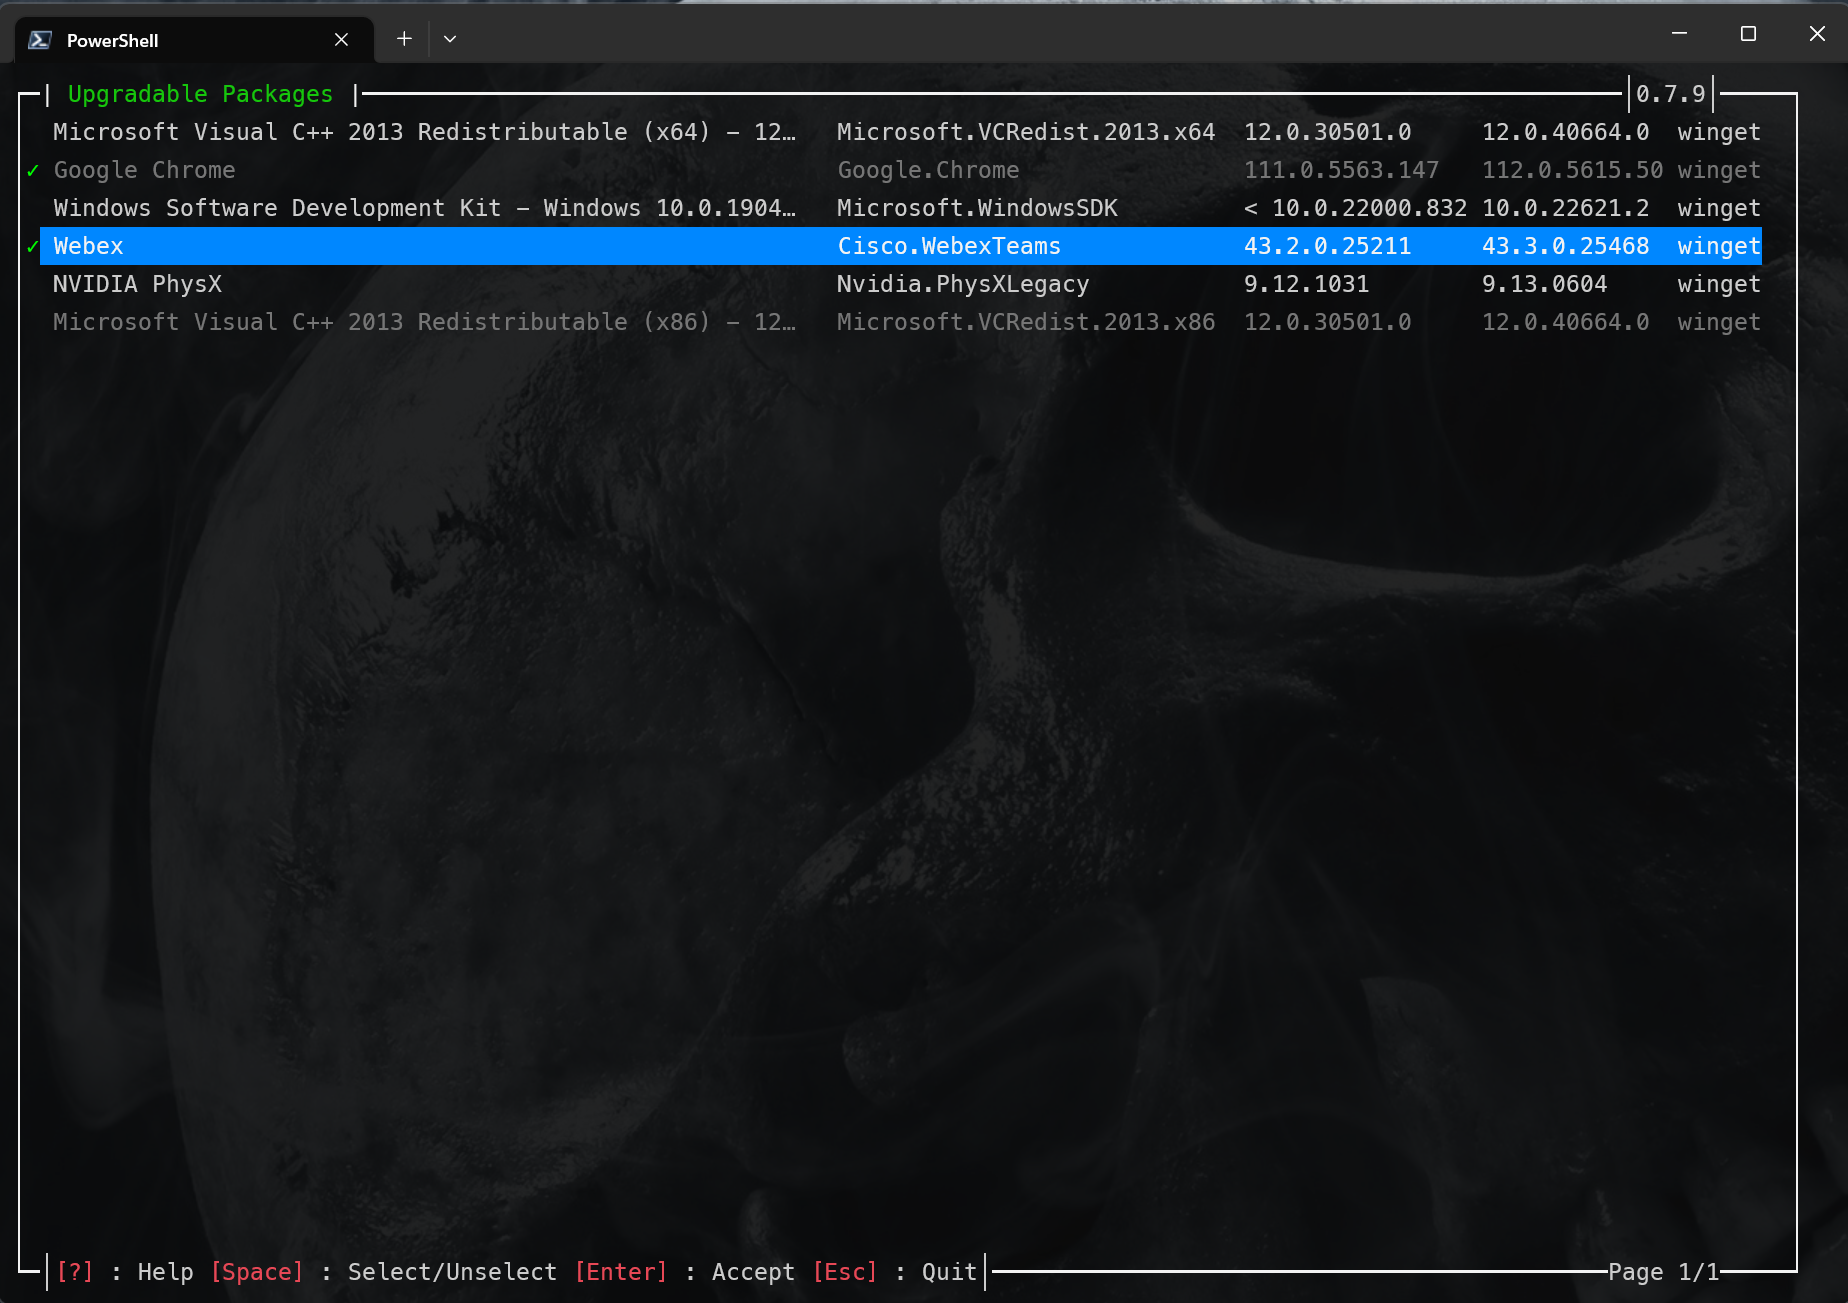 PowerShell
Upgradable Packages 0.7.9
Microsoft Visual C++ 2013 Redistributable (x64) – 12… Microsoft.VCRedist.2013.x64 12.0.30501.0 12.0.40664.0 winget
✓ Google Chrome Google.Chrome 111.0.5563.147 112.0.5615.50 winget
Windows Software Development Kit – Windows 10.0.1904… Microsoft.WindowsSDK < 10.0.22000.832 10.0.22621.2 winget
✓ Webex Cisco.WebexTeams 43.2.0.25211 43.3.0.25468 winget
NVIDIA PhysX Nvidia.PhysXLegacy 9.12.1031 9.13.0604 winget
Microsoft Visual C++ 2013 Redistributable (x86) – 12… Microsoft.VCRedist.2013.x86 12.0.30501.0 12.0.40664.0 winget
[?] : Help [Space] : Select/Unselect [Enter] : Accept [Esc] : Quit Page 1/1